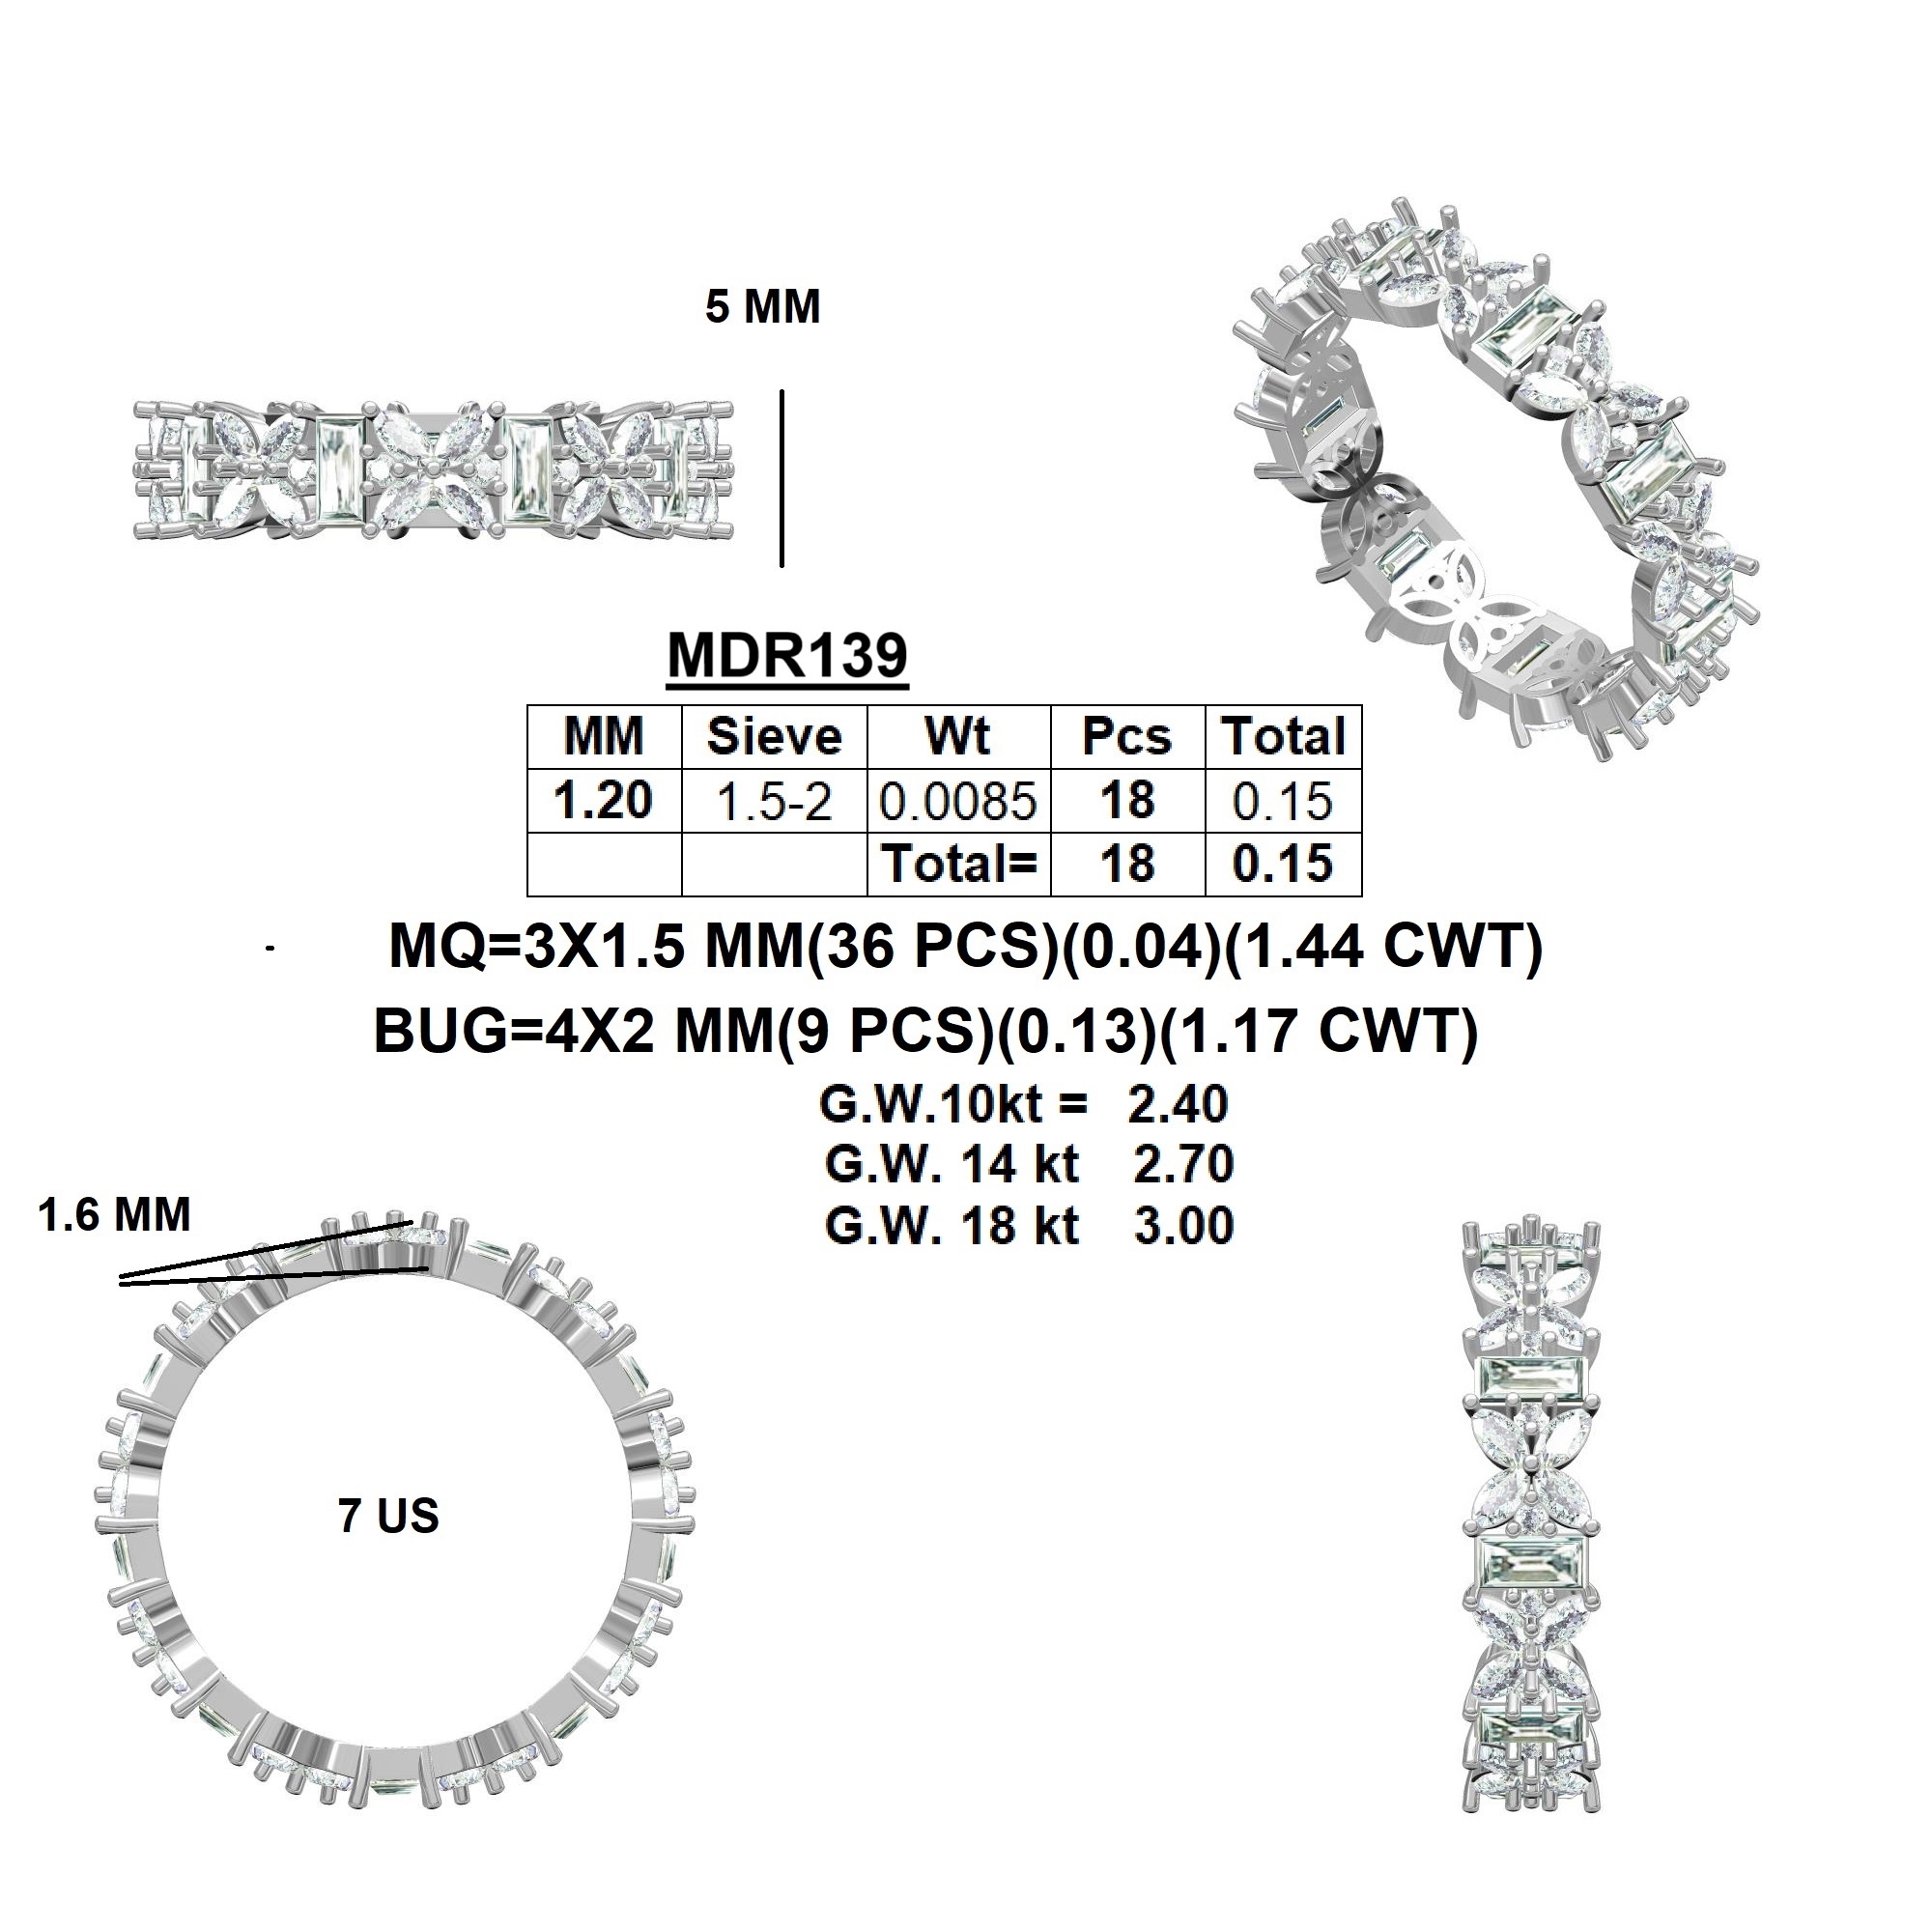 5 MM
MDR139
MM Sieve Wt Pcs Total
1.20 1.5-2 0.0085 18 0.15
Total= 18 0.15
- MQ=3X1.5 MM(36 PCS)(0.04)(1.44 CWT)
BUG=4X2 MM(9 PCS)(0.13)(1.17 CWT)
G.W.10kt = 2.40
G.W. 14 kt 2.70
G.W. 18 kt 3.00
1.6 MM
7 US